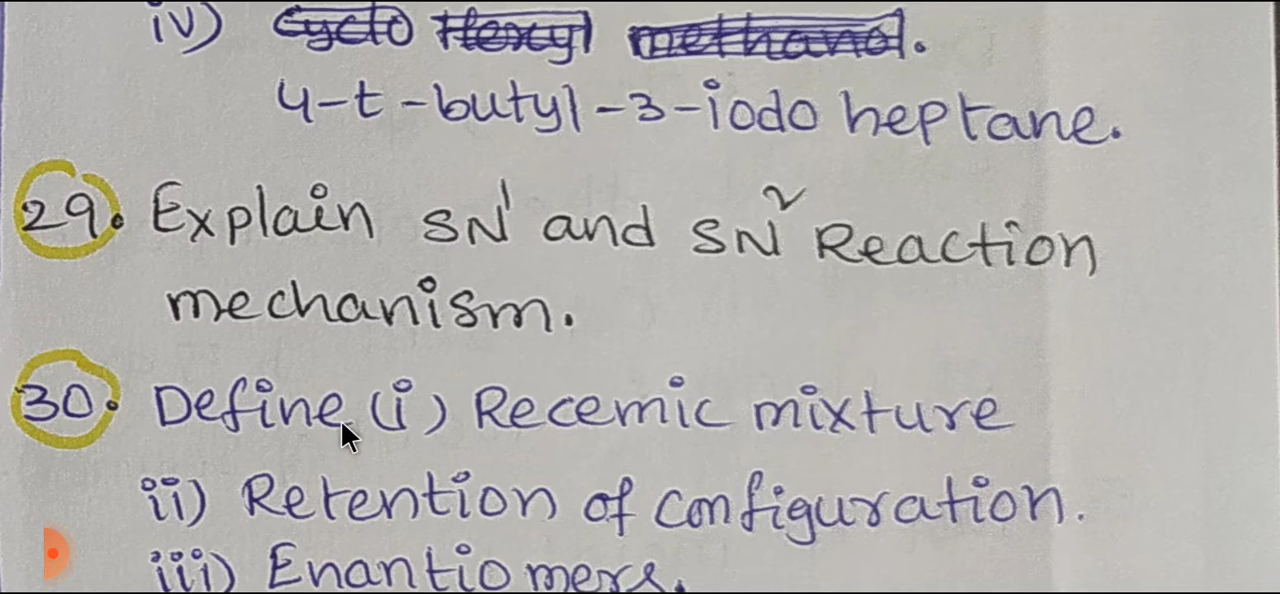 iv) Cyclo Hexyl methanol.
4-t-butyl-3-iodo heptane.
29. Explain SN¹ and SN² Reaction
mechanism.
30. Define (i) Recemic mixture
ii) Retention of configuration.
iii) Enantiomers.